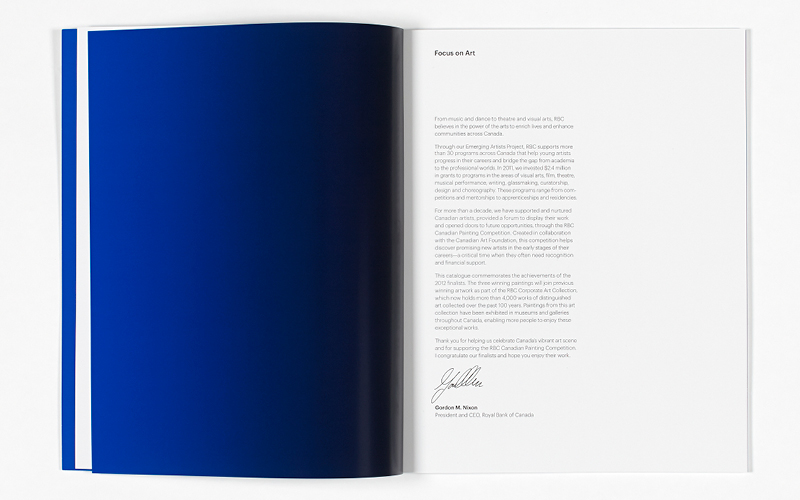 Focus on Art
From music and dance to theatre and visual arts, RBC
believes in the power of the arts to enrich lives and enhance
communities across Canada.
Through our Emerging Artists Project, RBC supports more
than 30 programs across Canada that help young artists
progress in their careers and bridge the gap from academia
to the professional worlds. In 2011, we invested $2.4 million
in grants to programs in the areas of visual arts, film, theatre,
musical performance, writing, glassmaking, curatorship,
design and choreography. These programs range from com-
petitions and mentorships to apprenticeships and residencies.
For more than a decade, we have supported and nurtured
Canadian artists, provided a forum to display their work,
and opened doors to future opportunities, through the RBC
Canadian Painting Competition. Created in collaboration
with the Canadian Art Foundation, this competition helps
discover promising new artists in the early stages of their
careers—a critical time when they often need recognition
and financial support.
This catalogue commemorates the achievements of the
2012 finalists. The three winning paintings will join previous
winning artwork as part of the RBC Corporate Art Collection,
which now holds more than 4,000 works of distinguished
art collected over the past 100 years. Paintings from this art
collection have been exhibited in museums and galleries
throughout Canada, enabling more people to enjoy these
exceptional works.
Thank you for helping us celebrate Canada's vibrant art scene
and for supporting the RBC Canadian Painting Competition.
I congratulate our finalists and hope you enjoy their work.
Gordon M. Nixon
President and CEO, Royal Bank of Canada